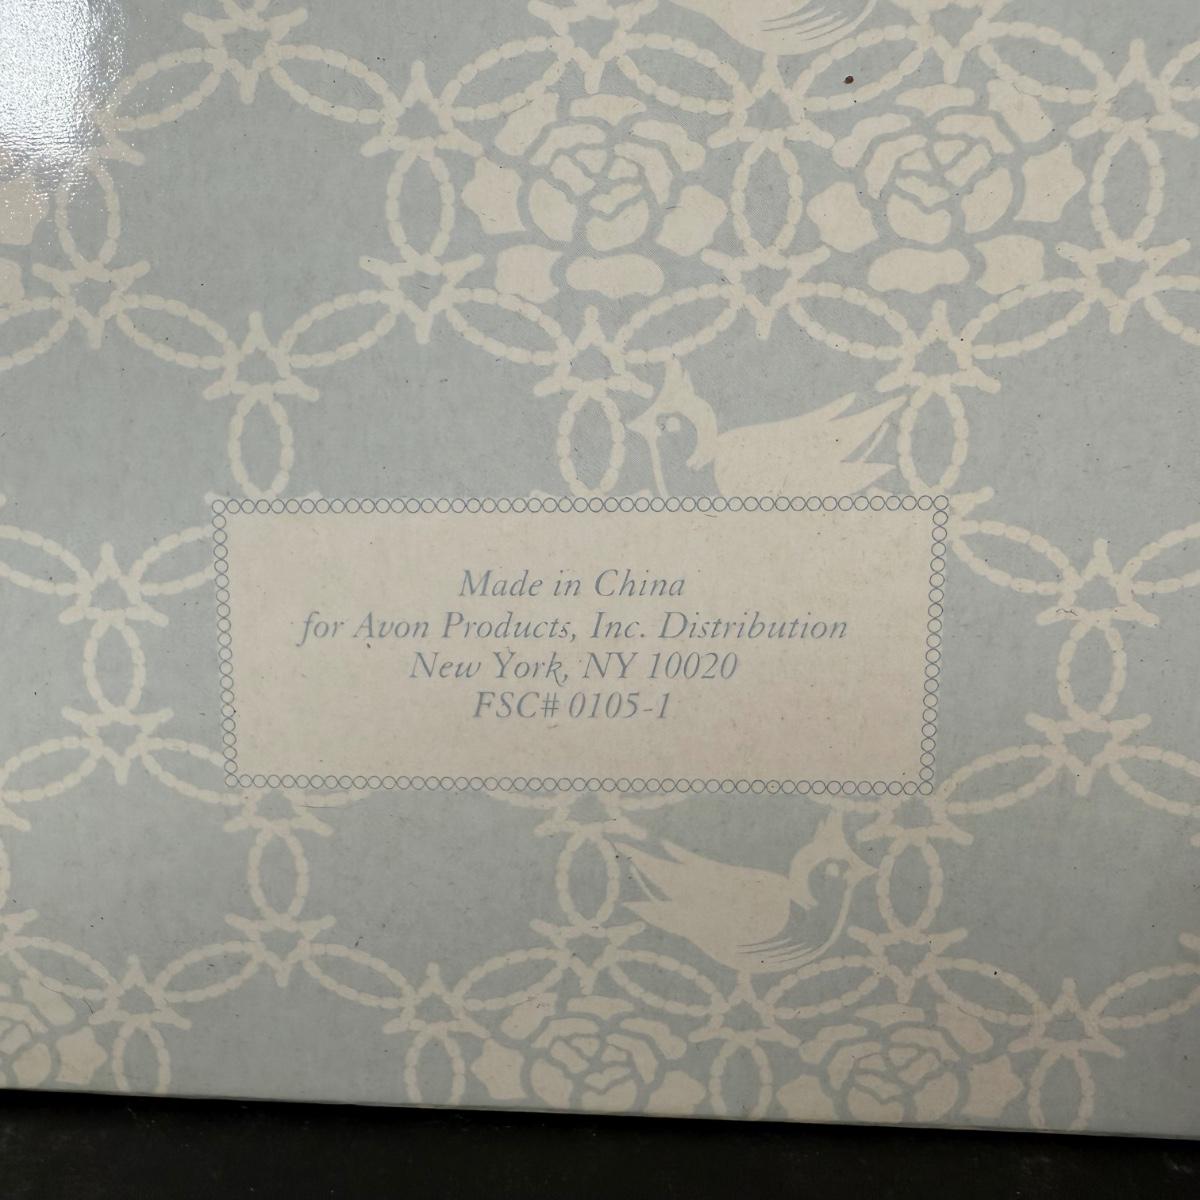 Made in China
for Avon Products, Inc. Distribution
New York, NY 10020
FSC# 0105-1